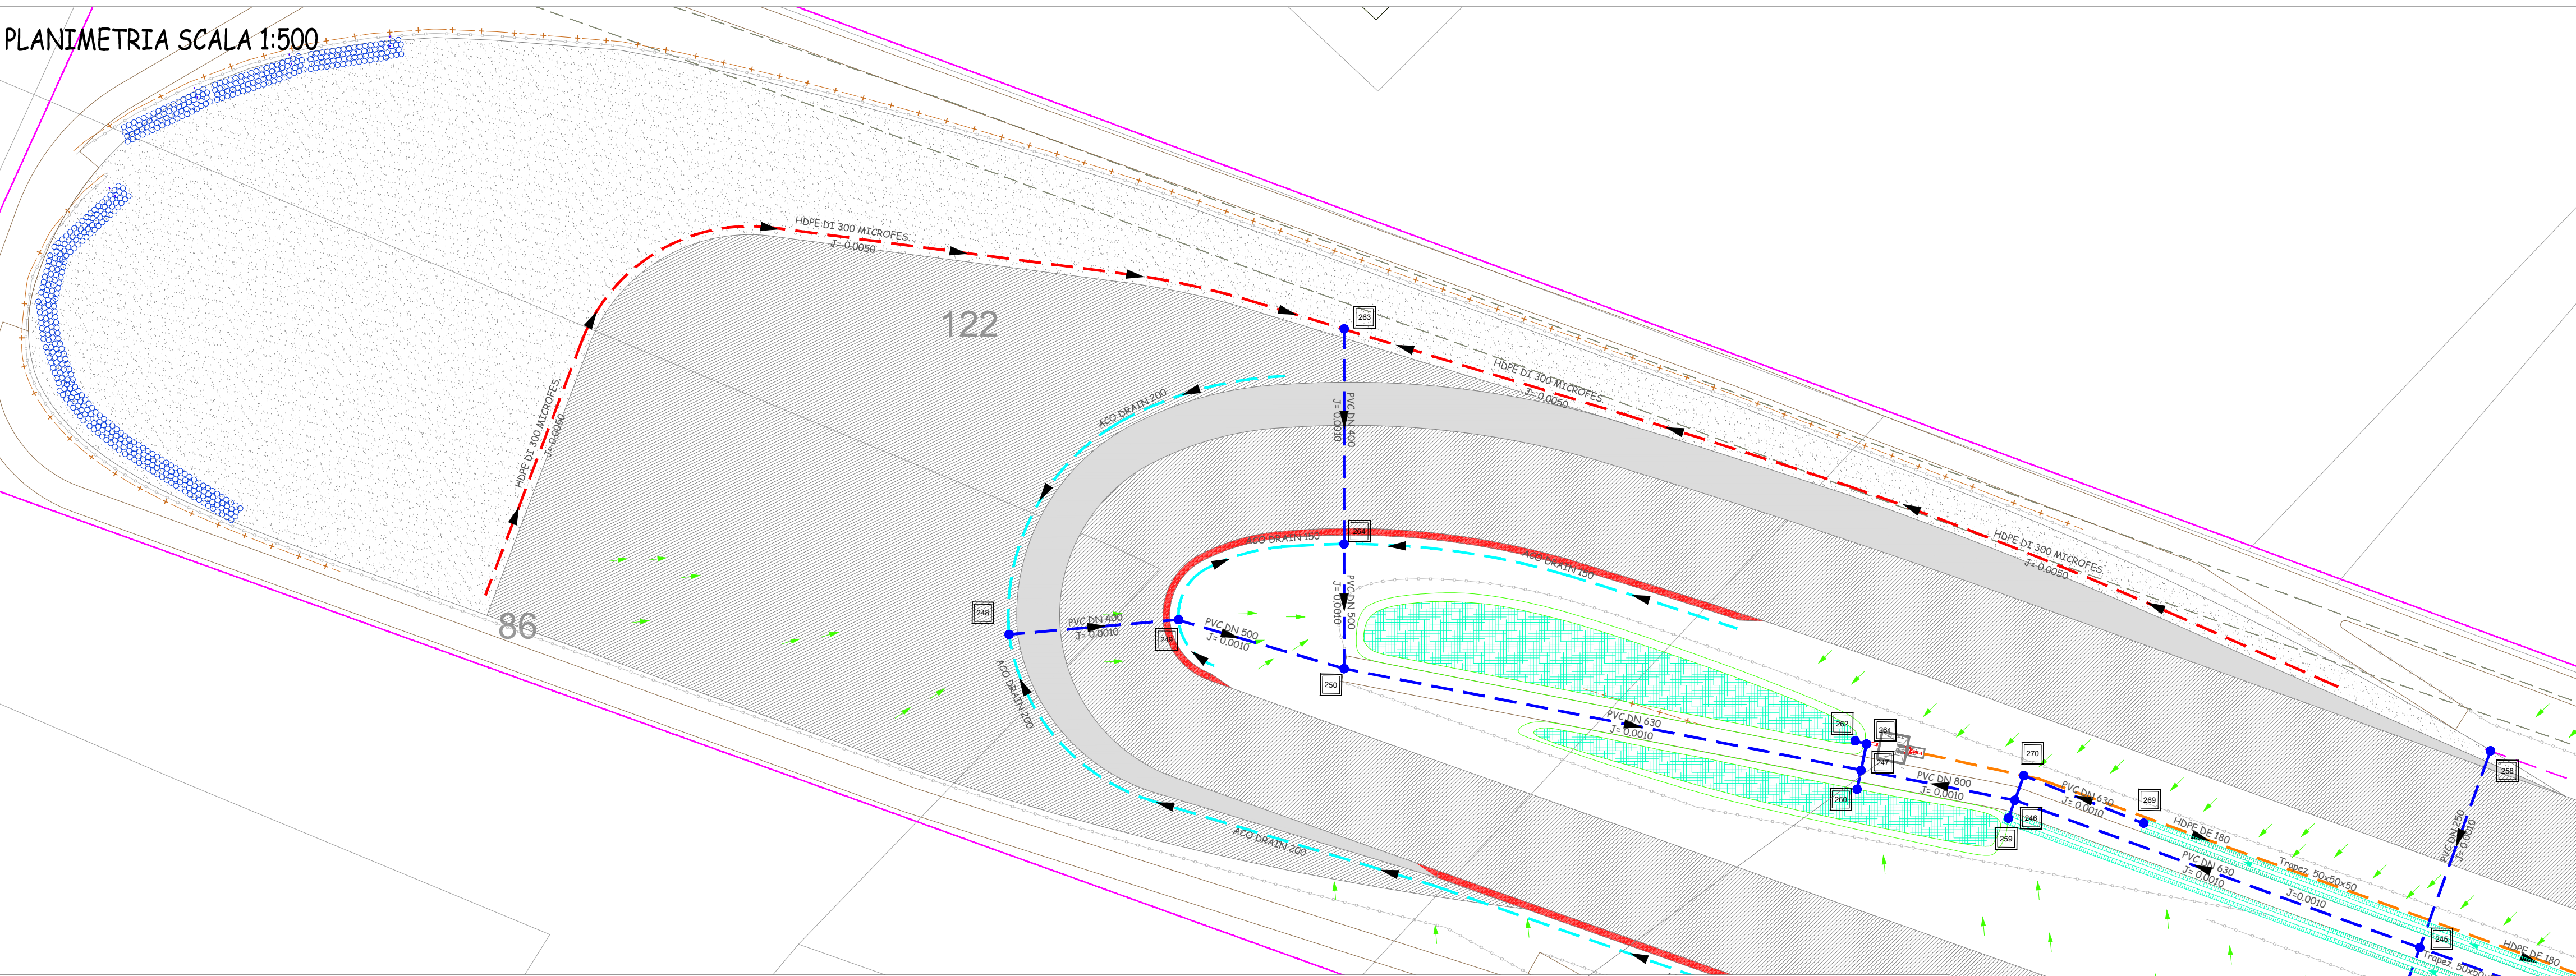 PLANIMETRIA SCALA 1:500
HDPE DI 300 MICROFES.
J= 0.0050
122
263
HDPE DI 300 MICROFES.
J= 0.0050
HDPE DI 300 MICROFES.
J= 0.0050
ACO DRAIN 200
PVC DN 400
J= 0.0010
HDPE DI 300 MICROFES.
J= 0.0050
264
ACO DRAIN 150
ACO DRAIN 150
86
248
PVC DN 400
J= 0.0010
249
PVC DN 500
J= 0.0010
PVC DN 500
J= 0.0010
250
ACO DRAIN 200
PVC DN 630
J= 0.0010
262
261
247
260
PVC DN 800
J= 0.0010
270
PVC DN 630
J= 0.0010
269
246
259
258
HDPE DE 180
PVC DN 250
J= 0.0010
ACO DRAIN 200
PVC DN 630
J= 0.0010
Trapez. 50x50x50
J=0.0010
245
HDPE DE 180
Trapez. 50x50x